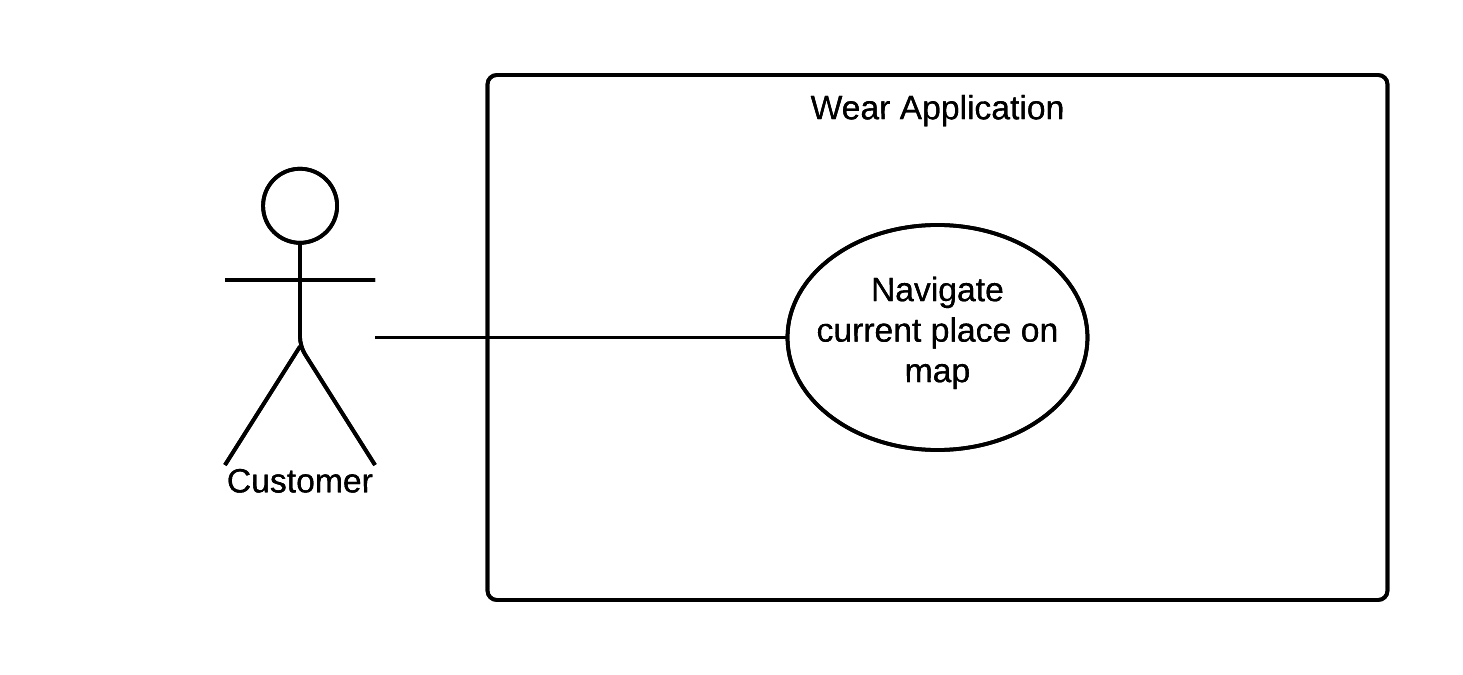 Wear Application
Navigate
current place on
map
Customer